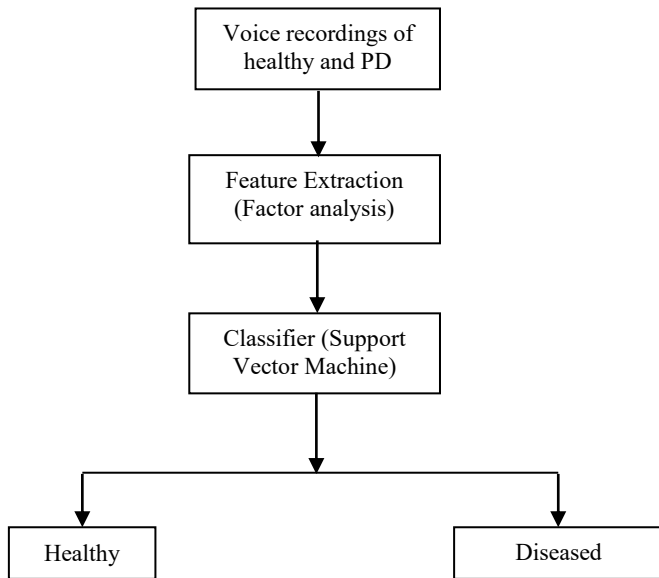 Voice recordings of
healthy and PD
Feature Extraction
(Factor analysis)
Classifier (Support
Vector Machine)
Healthy
Diseased